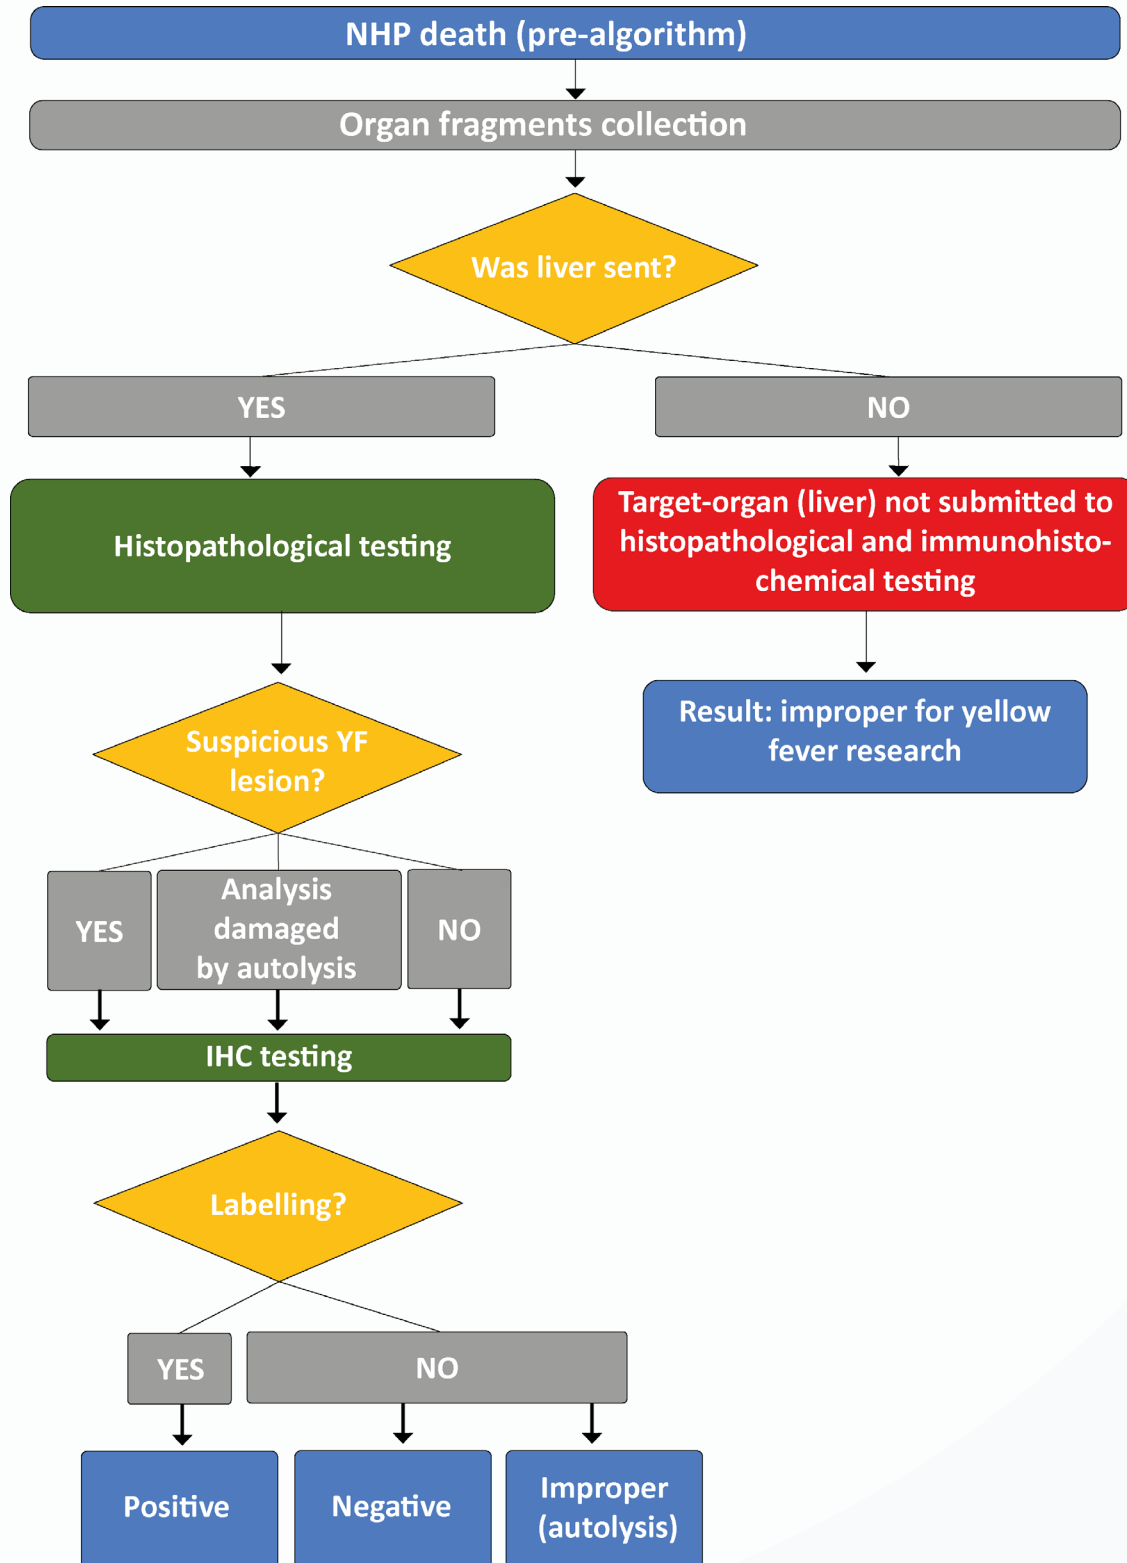 NHP death (pre-algorithm)
Organ fragments collection
Was liver sent?
YES
NO
Histopathological testing
Target-organ (liver) not submitted to
histopathological and immunohisto-
chemical testing
Result: improper for yellow
fever research
Suspicious YF
lesion?
YES
Analysis
damaged
by autolysis
NO
IHC testing
Labelling?
YES
NO
Positive
Negative
Improper
(autolysis)